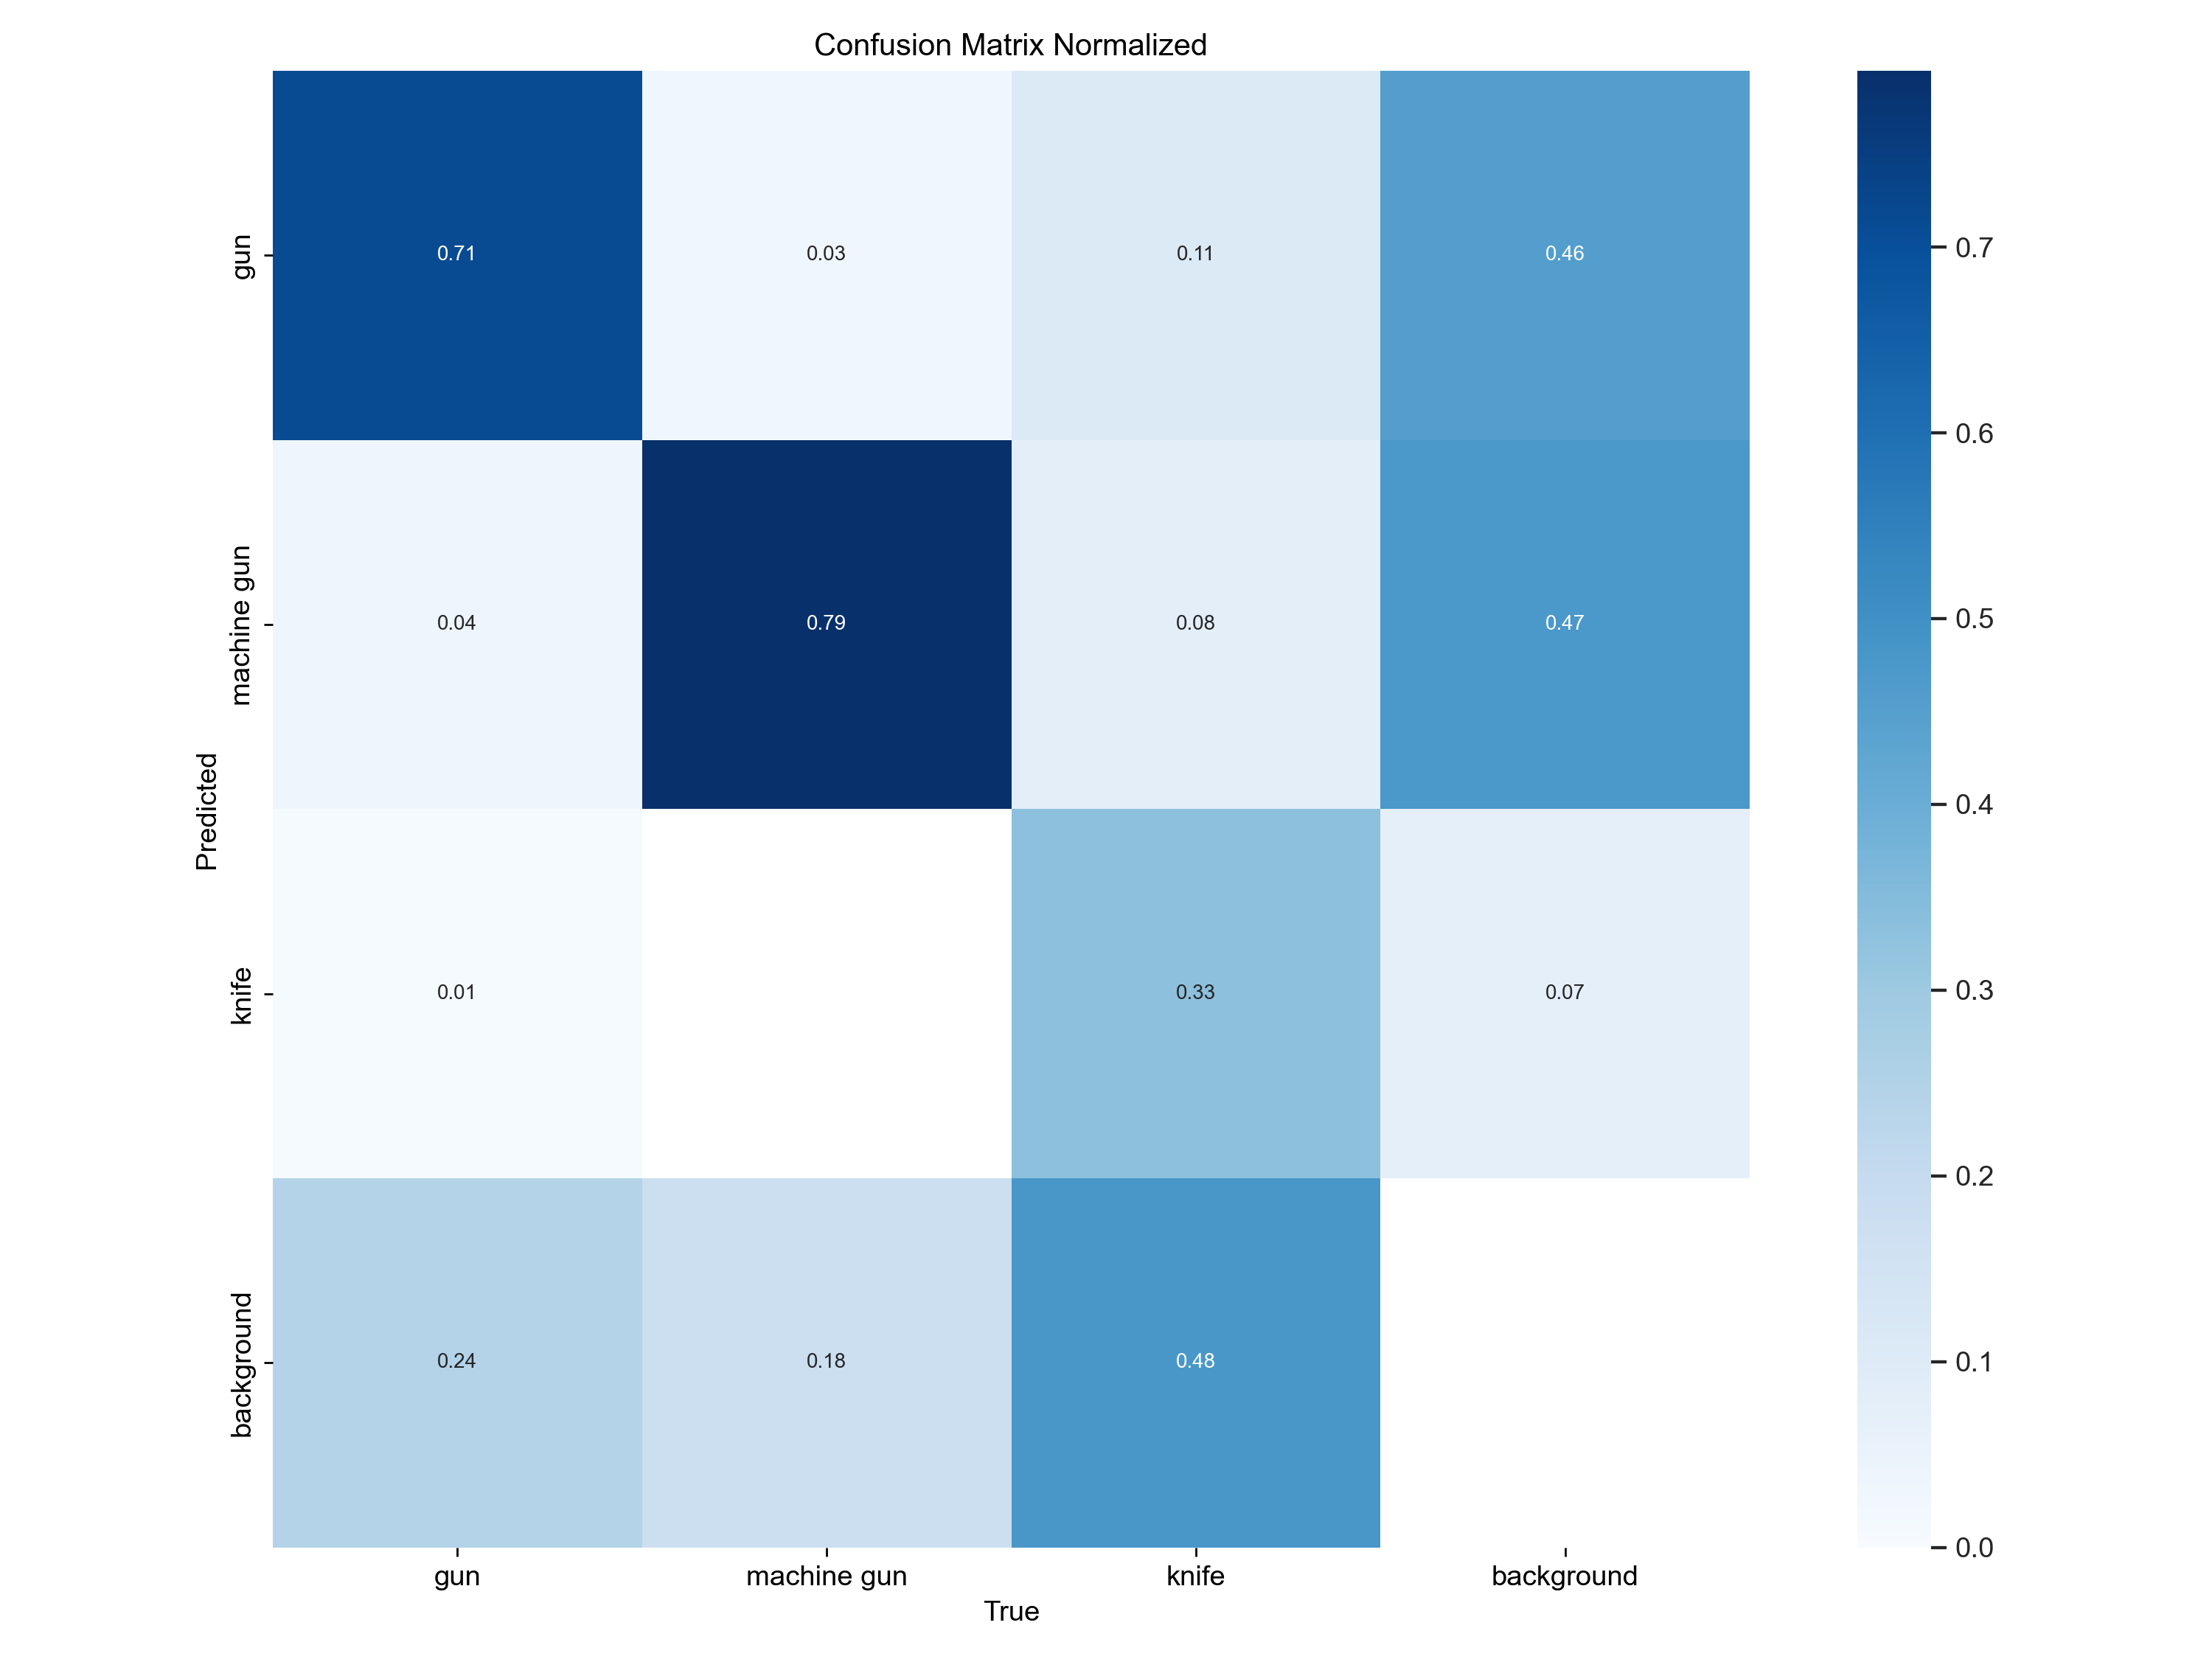 Confusion Matrix Normalized
gun
0.71
0.03
0.11
0.46
machine gun
0.04
0.79
0.08
0.47
knife
0.01
0.33
0.07
background
0.24
0.18
0.48
Predicted
gun
machine gun
knife
background
True
0.7
0.6
0.5
0.4
0.3
0.2
0.1
0.0